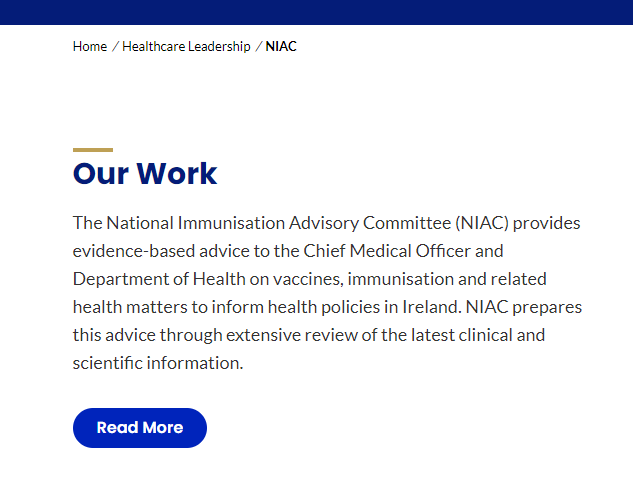 Home / Healthcare Leadership / NIAC
Our Work
The National Immunisation Advisory Committee (NIAC) provides
evidence-based advice to the Chief Medical Officer and
Department of Health on vaccines, immunisation and related
health matters to inform health policies in Ireland. NIAC prepares
this advice through extensive review of the latest clinical and
scientific information.
Read More